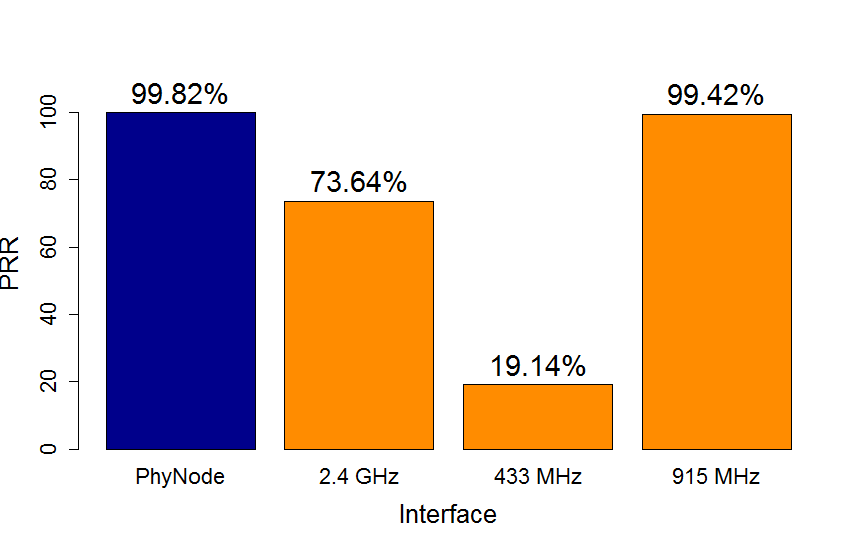 99.82%
99.42%
73.64%
19.14%
100
80
60
40
20
0
PRR
PhyNode
2.4 GHz
433 MHz
915 MHz
Interface